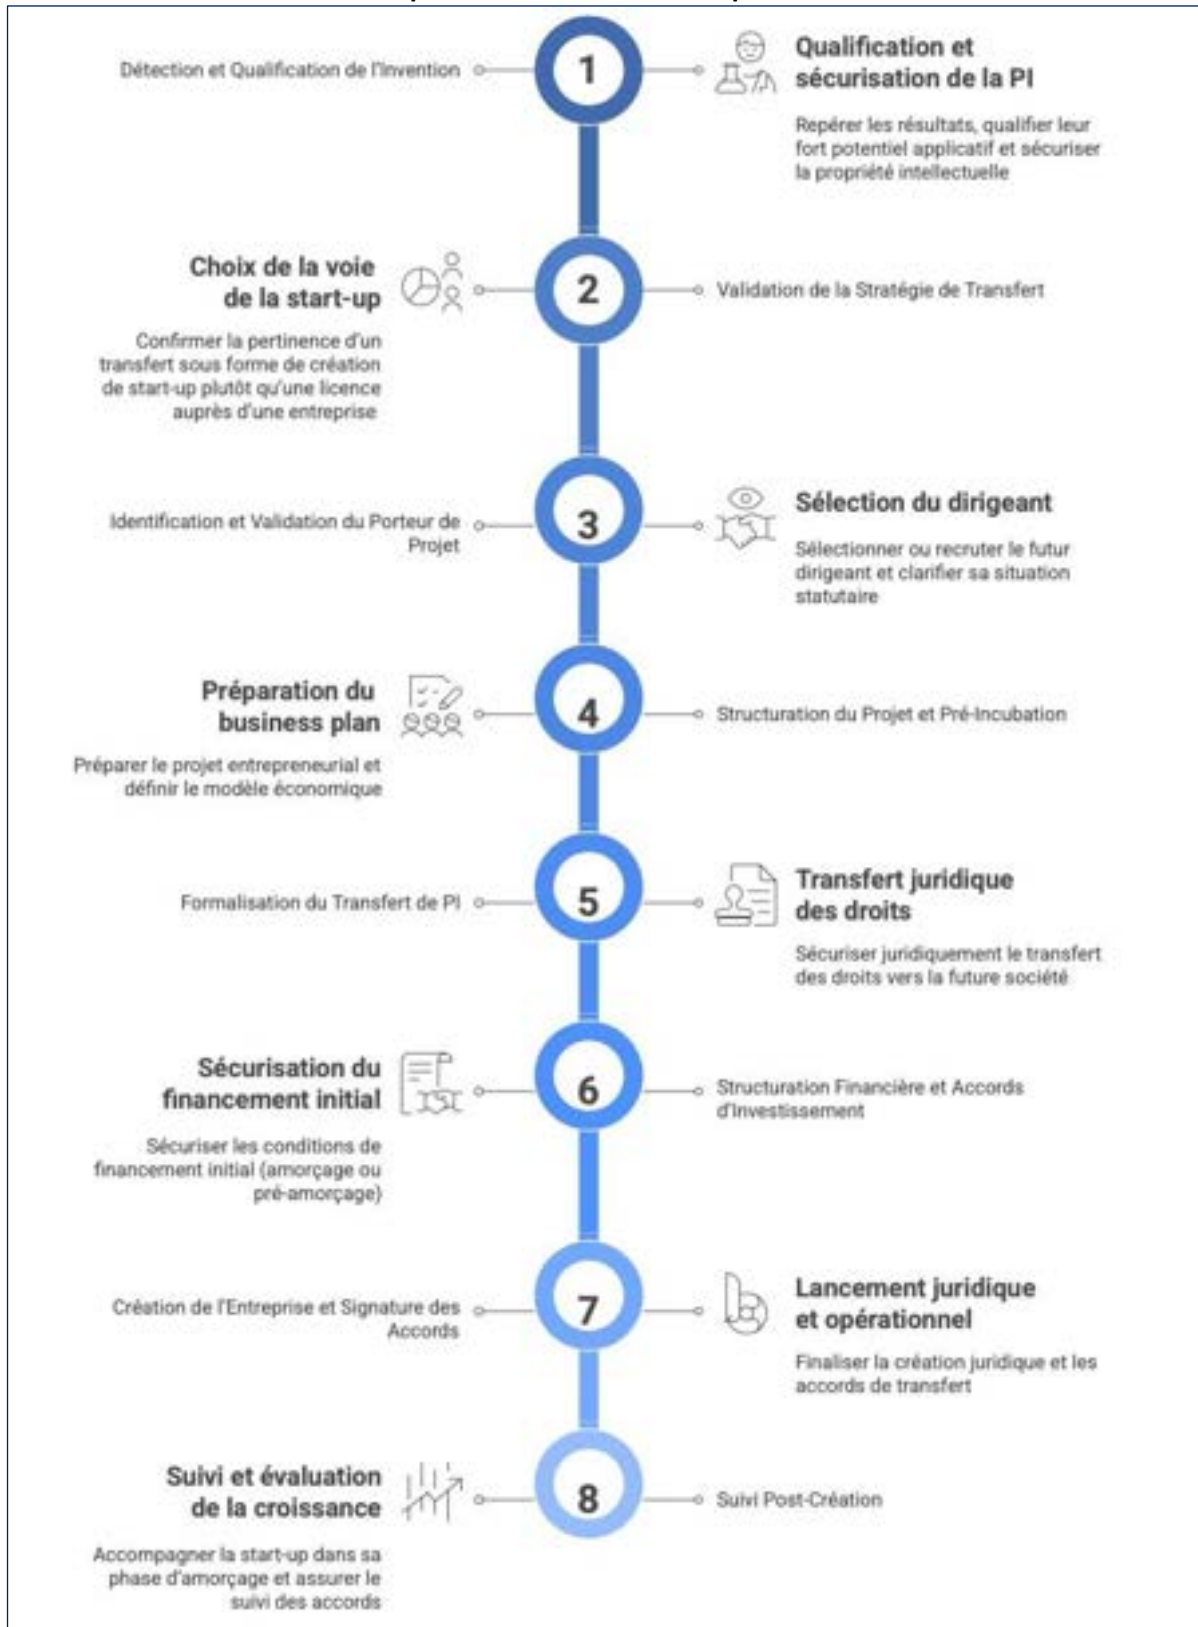 Détection et Qualification de l'Invention
1
Qualification et
sécurisation de la PI
Repérer les résultats, qualifier leur
fort potentiel applicatif et sécuriser
la propriété intellectuelle
Choix de la voie
de la start-up
Confirmer la pertinence d'un
transfert sous forme de création
de start-up plutôt qu'une licence
auprès d'une entreprise
2
Validation de la Stratégie de Transfert
Identification et Validation du Porteur de
Projet
3
Sélection du dirigeant
Sélectionner ou recruter le futur
dirigeant et clarifier sa situation
statutaire
Préparation du
business plan
Préparer le projet entrepreneurial et
définir le modèle économique
4
Structuration du Projet et Pré-Incubation
Formalisation du Transfert de PI
5
Transfert juridique
des droits
Sécuriser juridiquement le transfert
des droits vers la future société
Sécurisation du
financement initial
Sécuriser les conditions de
financement initial (amorçage ou
pré-amorçage)
6
Structuration Financière et Accords
d'Investissement
Création de l'Entreprise et Signature des
Accords
7
Lancement juridique
et opérationnel
Finaliser la création juridique et les
accords de transfert
Suivi et évaluation
de la croissance
Accompagner la start-up dans sa
phase d'amorçage et assurer le
suivi des accords
8
Suivi Post-Création